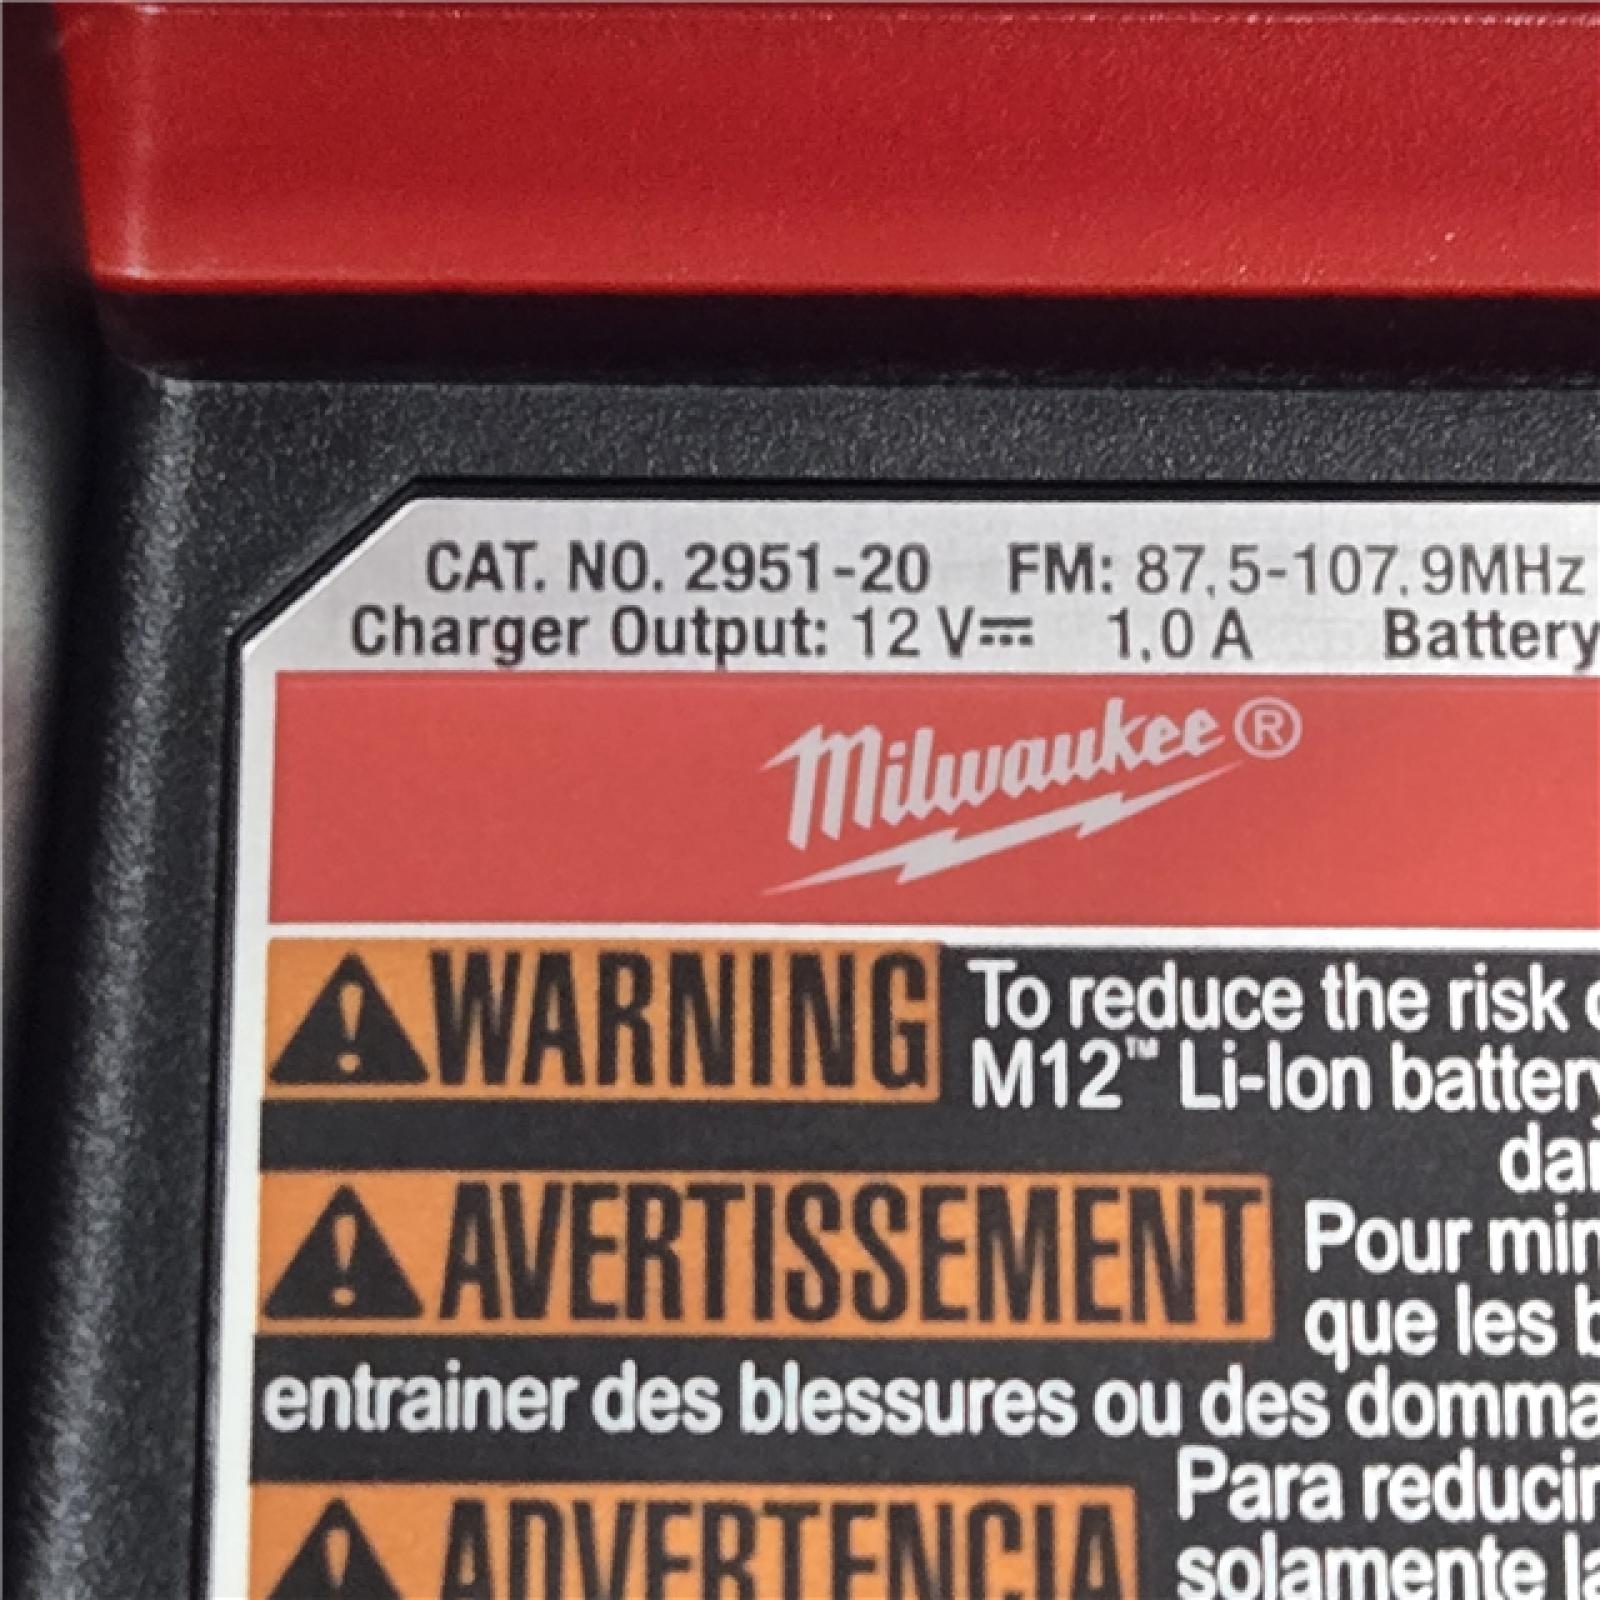 CAT. NO. 2951-20 FM: 87.5-107.9MHz
Charger Output: 12 V⎓ 1.0 A Battery
Milwaukee®
WARNING To reduce the risk
M12™ Li-Ion battery
AVERTISSEMENT Pour
que les
entrainer des blessures ou des
ADVERTENCIA Para
solamente